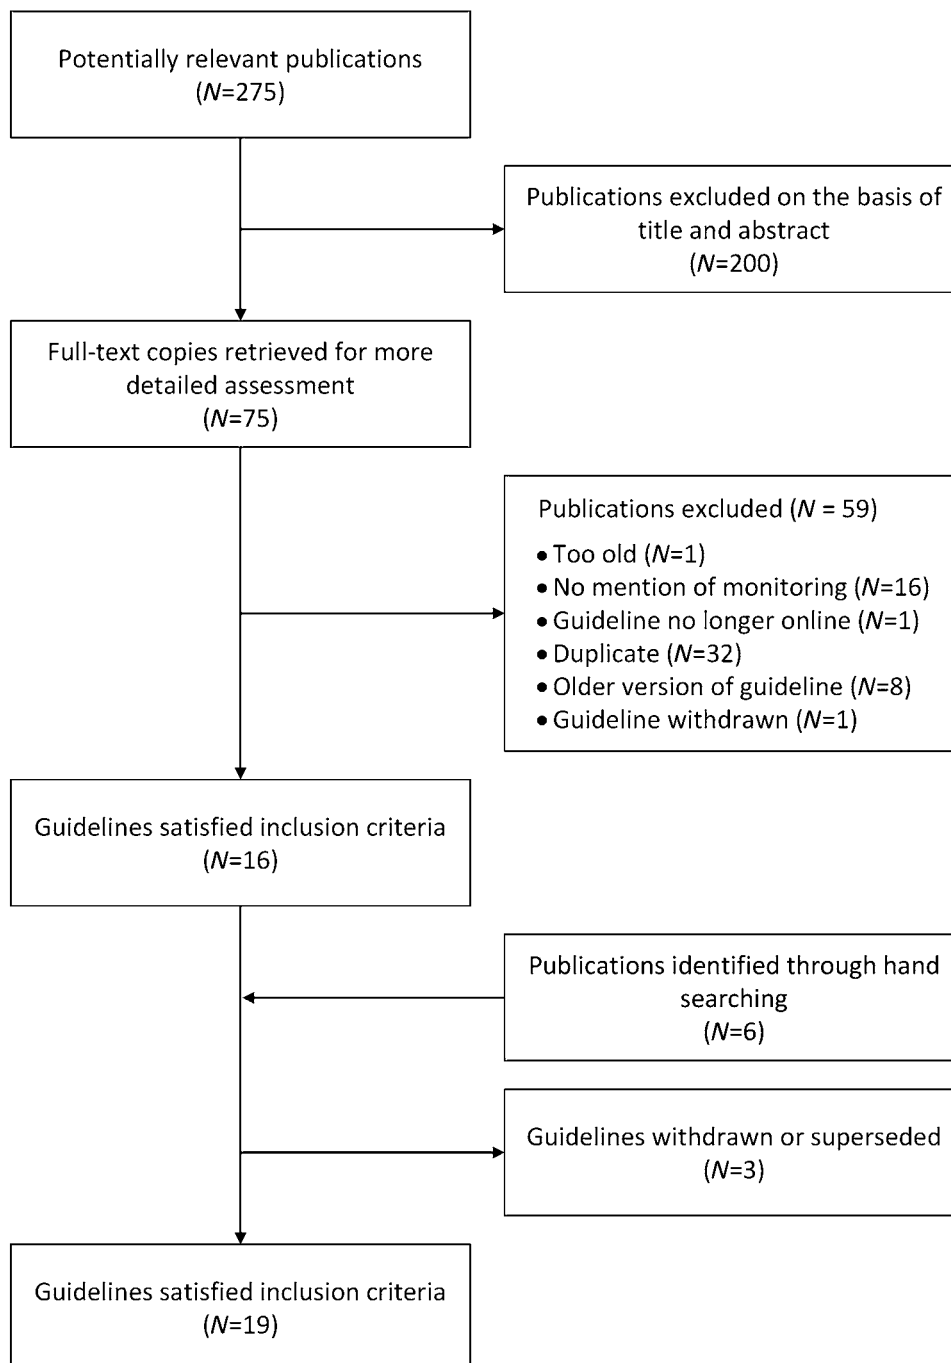 Potentially relevant publications
(N=275)
Publications excluded on the basis of
title and abstract
(N=200)
Full-text copies retrieved for more
detailed assessment
(N=75)
Publications excluded (N = 59)
• Too old (N=1)
• No mention of monitoring (N=16)
• Guideline no longer online (N=1)
• Duplicate (N=32)
• Older version of guideline (N=8)
• Guideline withdrawn (N=1)
Guidelines satisfied inclusion criteria
(N=16)
Publications identified through hand
searching
(N=6)
Guidelines withdrawn or superseded
(N=3)
Guidelines satisfied inclusion criteria
(N=19)